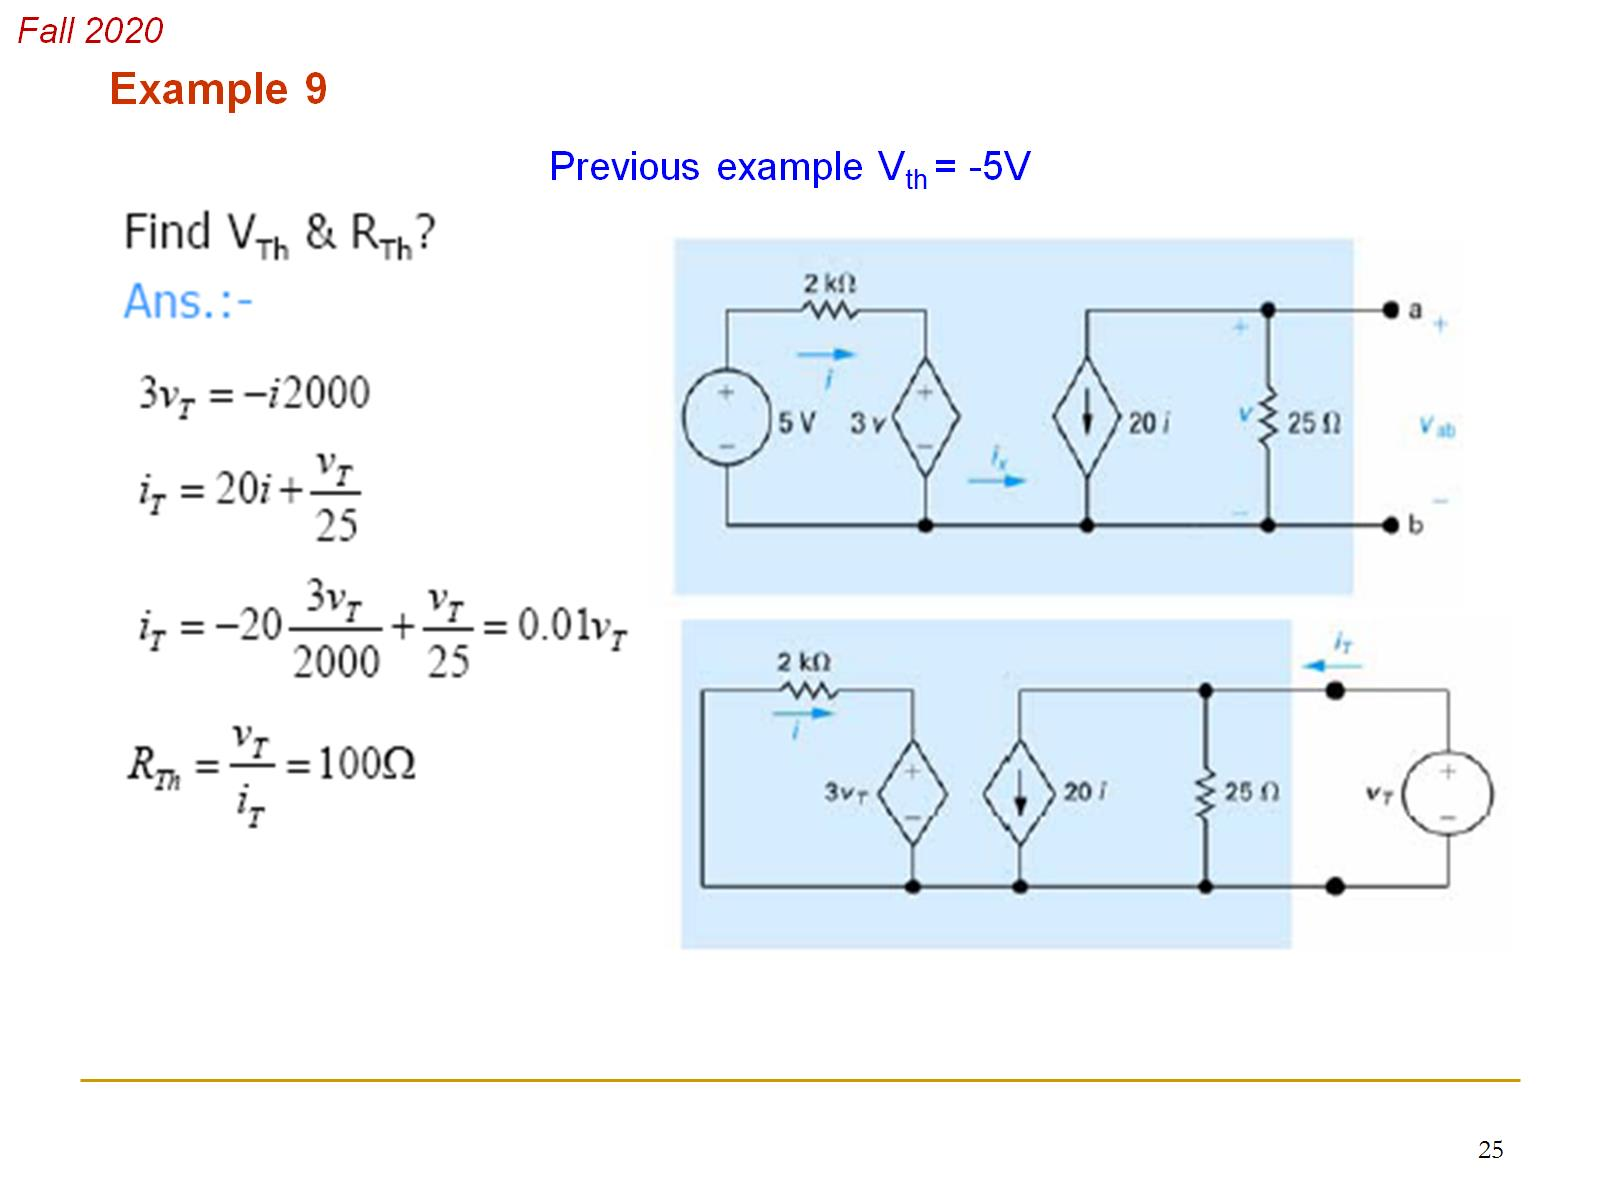 Fall 2020
Example 9
Previous example Vth = -5V
Find VTh & RTh?
Ans.:-
3vT = −i2000
iT = 20i + vT/25
iT = −20 3vT/2000 + vT/25 = 0.01vT
RTh = vT/iT = 100Ω
2 kΩ
i
+
−
5 V
3 v
+
−
ix
20 i
+
v
−
25 Ω
a
+
vab
−
b
2 kΩ
i
3vT
+
−
20 i
25 Ω
iT
vT
+
−
25